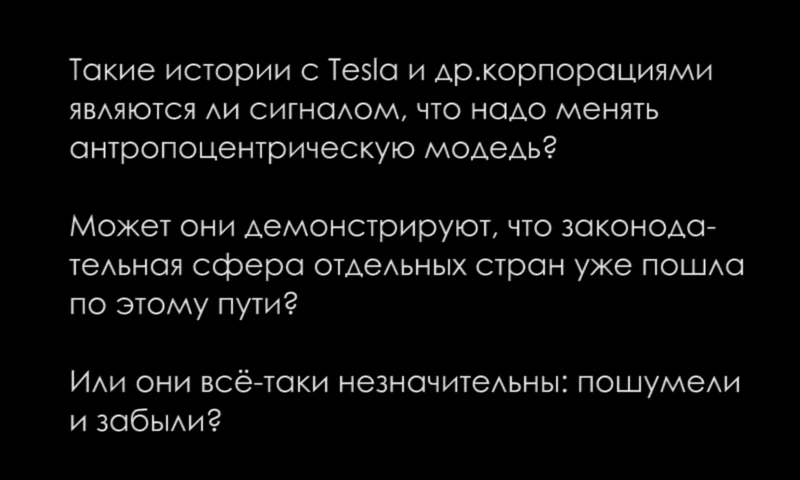 Такие истории с Tesla и др.корпорациями
являются ли сигналом, что надо менять
антропоцентрическую модедь?
Может они демонстрируют, что законода-
тельная сфера отдельных стран уже пошла
по этому пути?
Или они всё-таки незначительны: пошумели
и забыли?